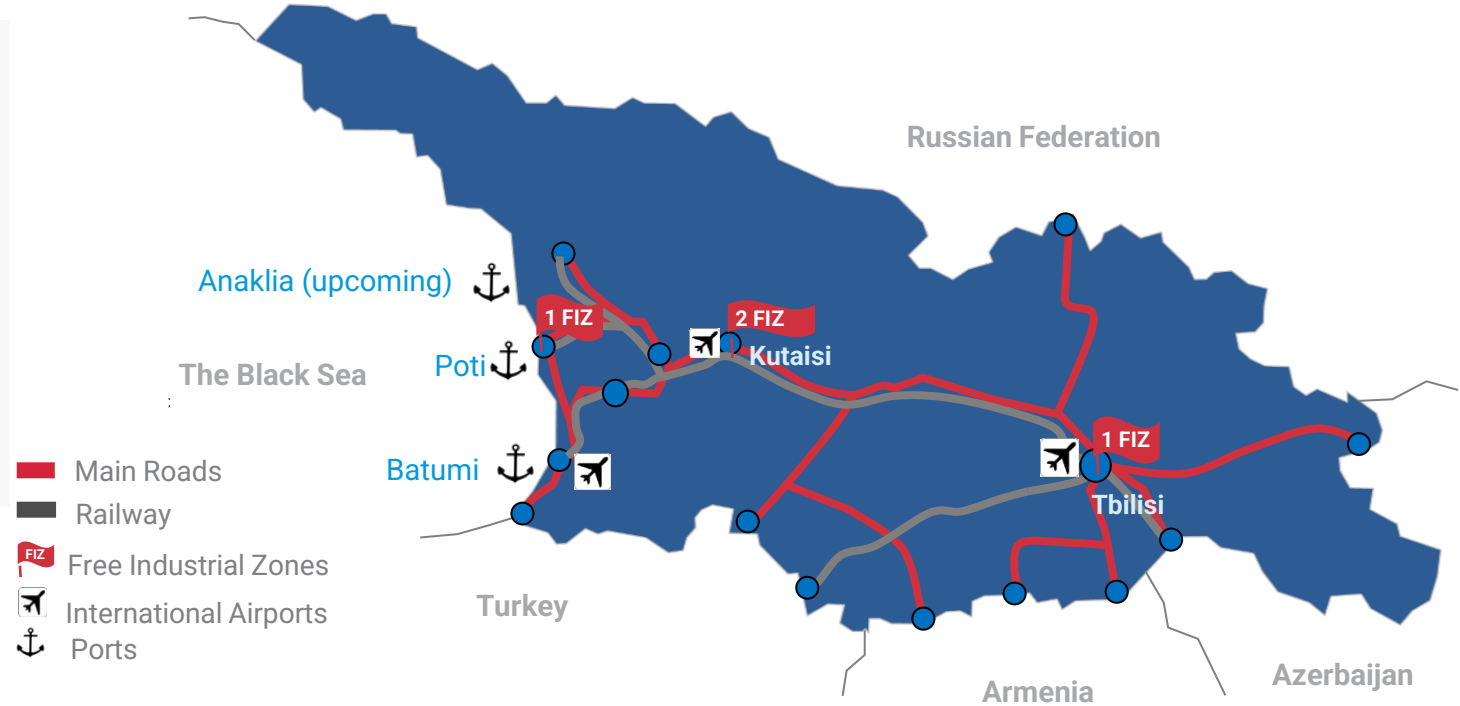 Russian Federation
Anaklia (upcoming)
1 FIZ
2 FIZ
Kutaisi
Poti
The Black Sea
:
1 FIZ
Batumi
Tbilisi
Main Roads
Railway
FIZ
Free Industrial Zones
International Airports
Ports
Turkey
Armenia
Azerbaijan